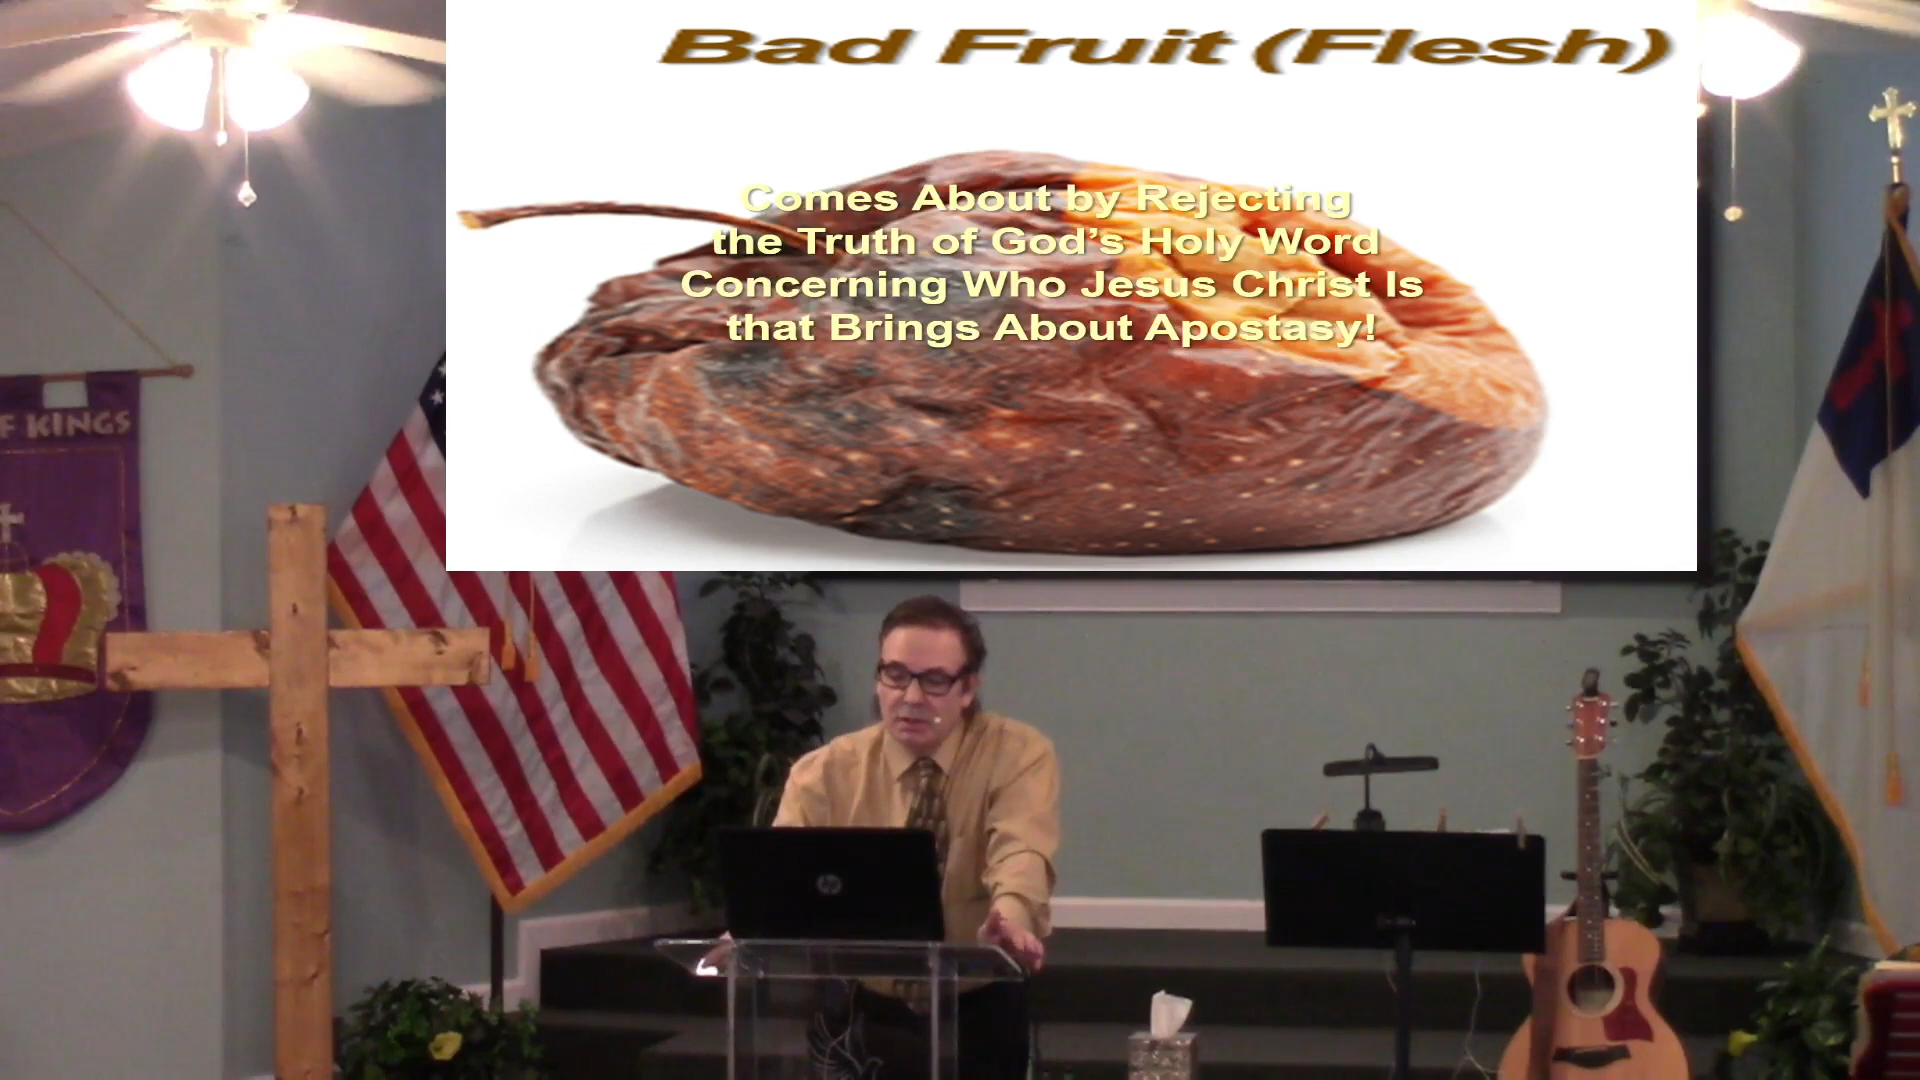 Bad Fruit (Flesh)
Comes About by Rejecting
the Truth of God’s Holy Word
Concerning Who Jesus Christ Is
that Brings About Apostasy!
F KINGS
hp